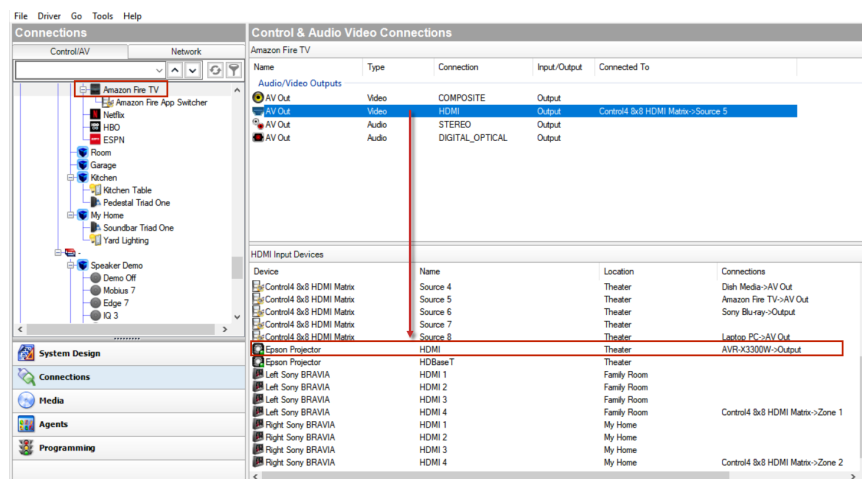 File Driver Go Tools Help
Connections
Control/AV Network
Amazon Fire TV
Amazon Fire App Switcher
Netflix
HBO
ESPN
Room
Garage
Kitchen
Kitchen Table
Pedestal Triad One
My Home
Soundbar Triad One
Yard Lighting
-
Speaker Demo
Demo Off
Mobius 7
Edge 7
IQ 3
System Design
Connections
Media
Agents
Programming
Control & Audio Video Connections
Amazon Fire TV
Name Type Connection Input/Output Connected To
Audio/Video Outputs
AV Out Video COMPOSITE Output
AV Out Video HDMI Output Control4 8x8 HDMI Matrix->Source 5
AV Out Audio STEREO Output
AV Out Audio DIGITAL_OPTICAL Output
HDMI Input Devices
Device Name Location Connections
Control4 8x8 HDMI Matrix Source 4 Theater Dish Media->AV Out
Control4 8x8 HDMI Matrix Source 5 Theater Amazon Fire TV->AV Out
Control4 8x8 HDMI Matrix Source 6 Theater Sony Blu-ray->Output
Control4 8x8 HDMI Matrix Source 7 Theater
Control4 8x8 HDMI Matrix Source 8 Theater Laptop PC->AV Out
Epson Projector HDMI Theater AVR-X3300W->Output
Epson Projector HDBaseT Theater
Left Sony BRAVIA HDMI 1 Family Room
Left Sony BRAVIA HDMI 2 Family Room
Left Sony BRAVIA HDMI 3 Family Room
Left Sony BRAVIA HDMI 4 Family Room Control4 8x8 HDMI Matrix->Zone 1
Right Sony BRAVIA HDMI 1 My Home
Right Sony BRAVIA HDMI 2 My Home
Right Sony BRAVIA HDMI 3 My Home
Right Sony BRAVIA HDMI 4 My Home Control4 8x8 HDMI Matrix->Zone 2